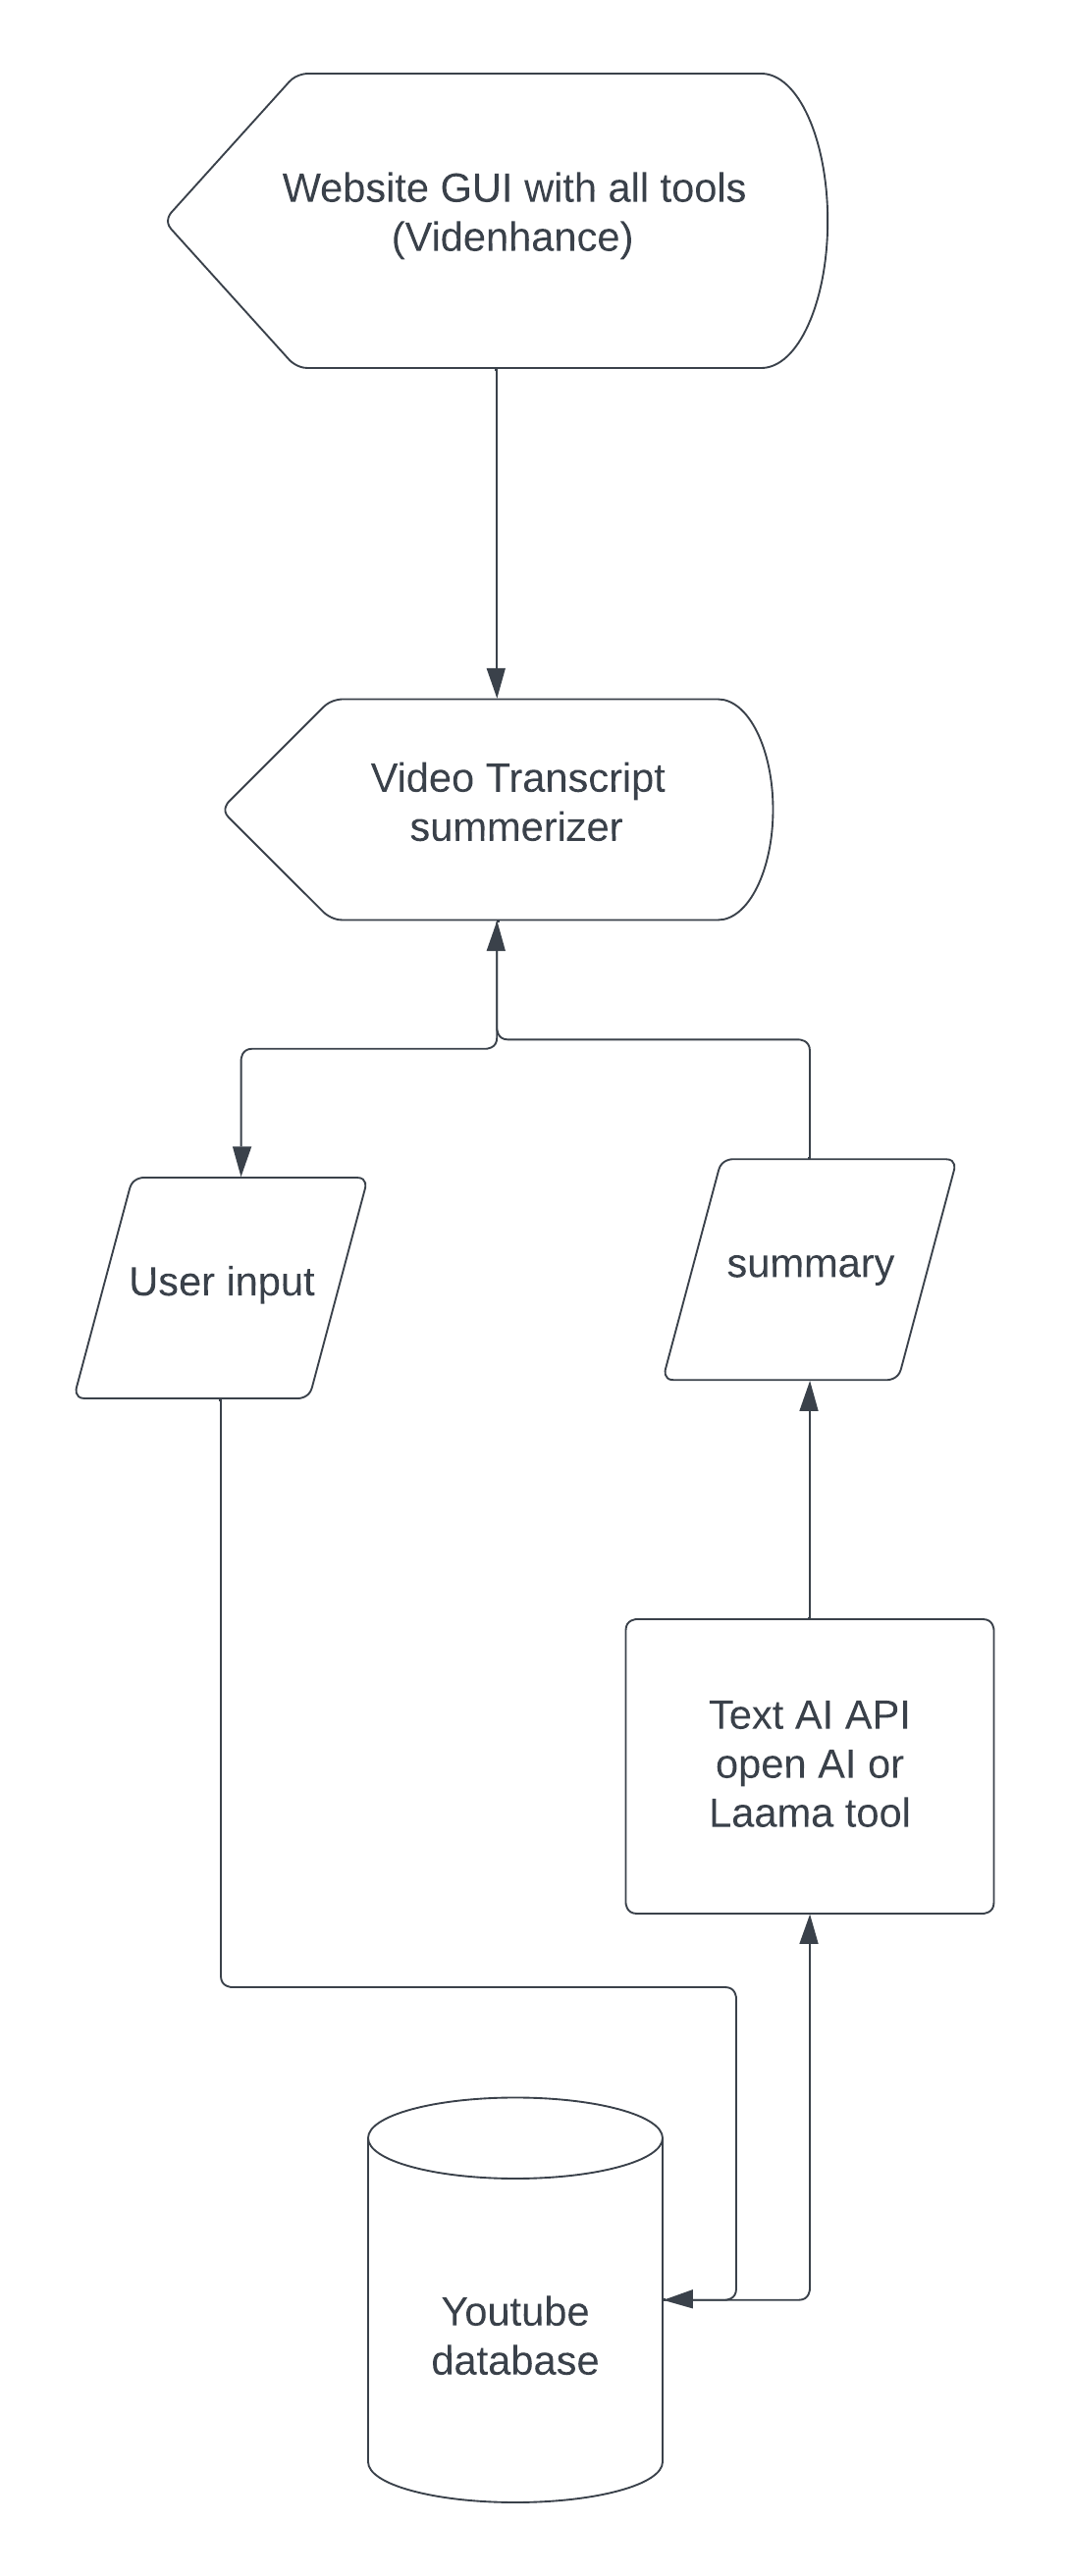 Website GUI with all tools
(Videnhance)
Video Transcript
summerizer
User input
summary
Text AI API
open AI or
Laama tool
Youtube
database